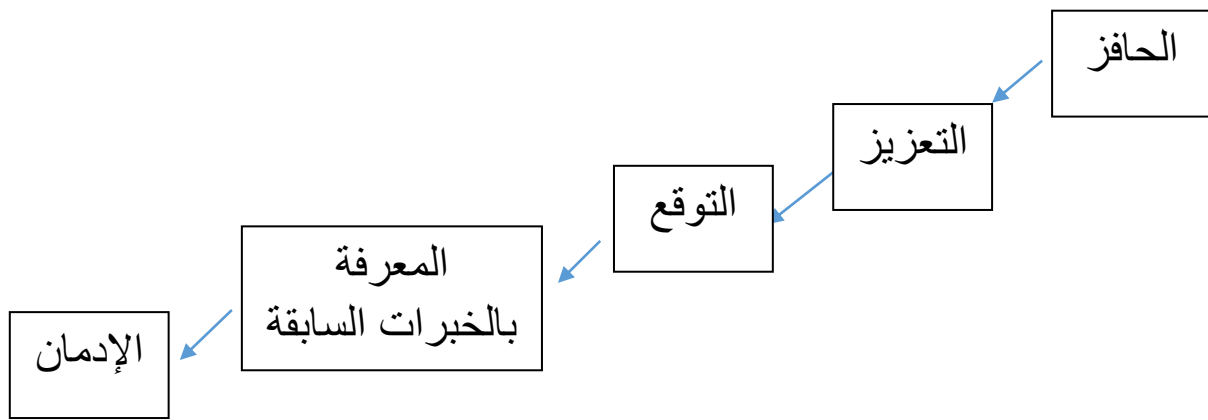 الحافز
التعزيز
التوقع
المعرفة
بالخبرات السابقة
الإدمان